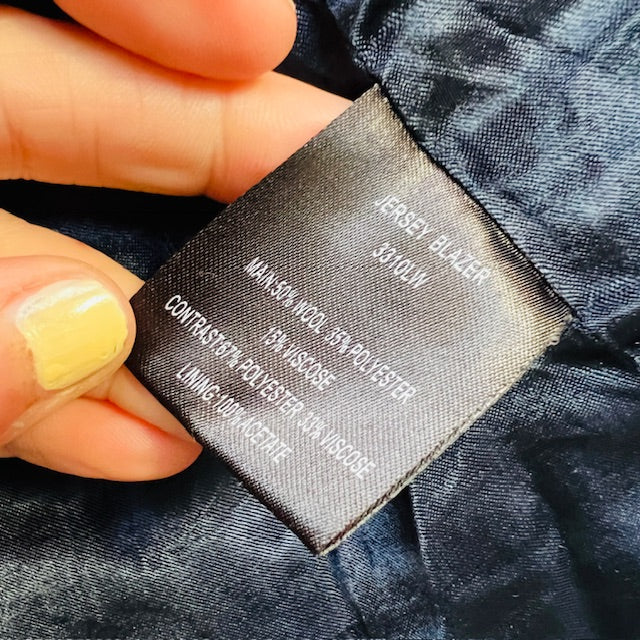 JERSEY BLAZER
3310LW
MAIN:50% WOOL 35% POLYESTER
15% VISCOSE
CONTRAST:67% POLYESTER 33% VISCOSE
LINING:100% ACETATE